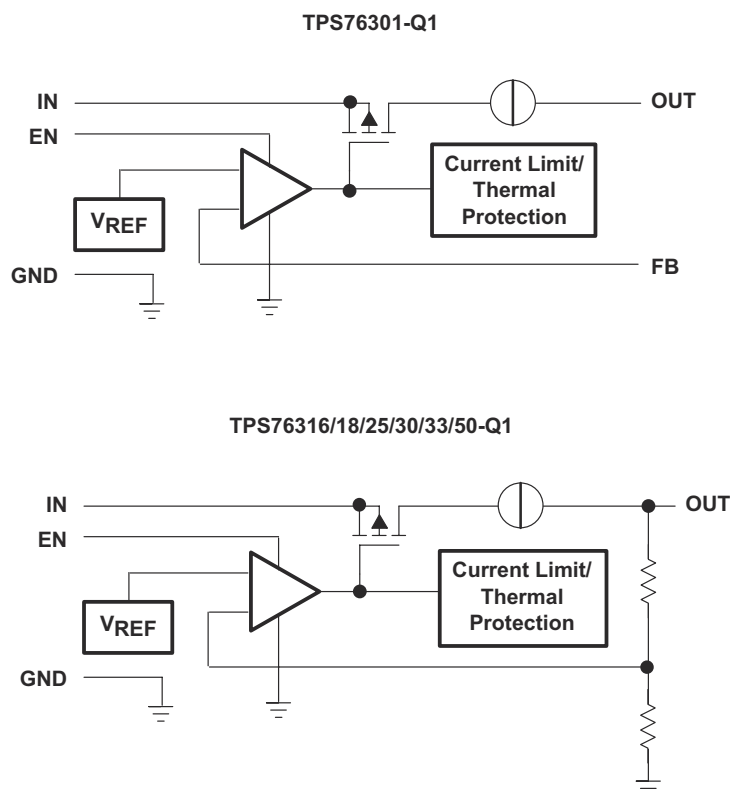 TPS76301-Q1
IN
OUT
EN
Current Limit/
Thermal
Protection
VREF
FB
GND
TPS76316/18/25/30/33/50-Q1
IN
OUT
EN
Current Limit/
Thermal
Protection
VREF
GND